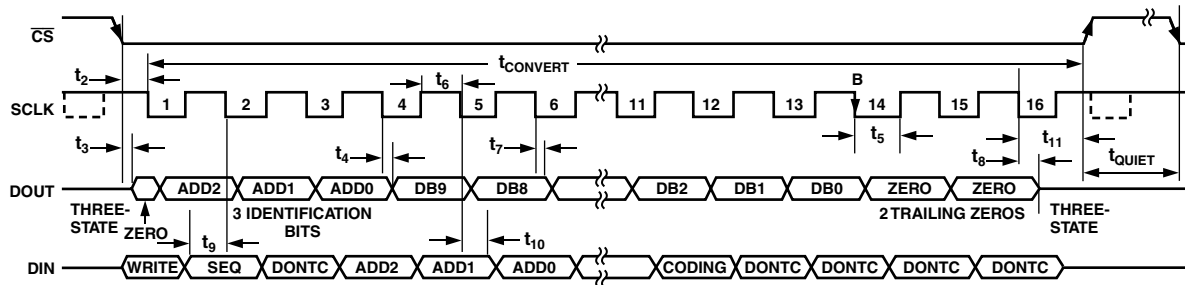 CS
t2
tCONVERT
t6
B
SCLK
1 2 3 4 5 6 11 12 13 14 15 16
t3
t4
t7
t5
t11
t8
tQUIET
DOUT
ADD2 ADD1 ADD0 DB9 DB8 DB2 DB1 DB0 ZERO ZERO
THREE-
STATE
ZERO
3 IDENTIFICATION
BITS
2 TRAILING ZEROS
THREE-
STATE
t9
t10
DIN
WRITE SEQ DONTC ADD2 ADD1 ADD0 CODING DONTC DONTC DONTC DONTC